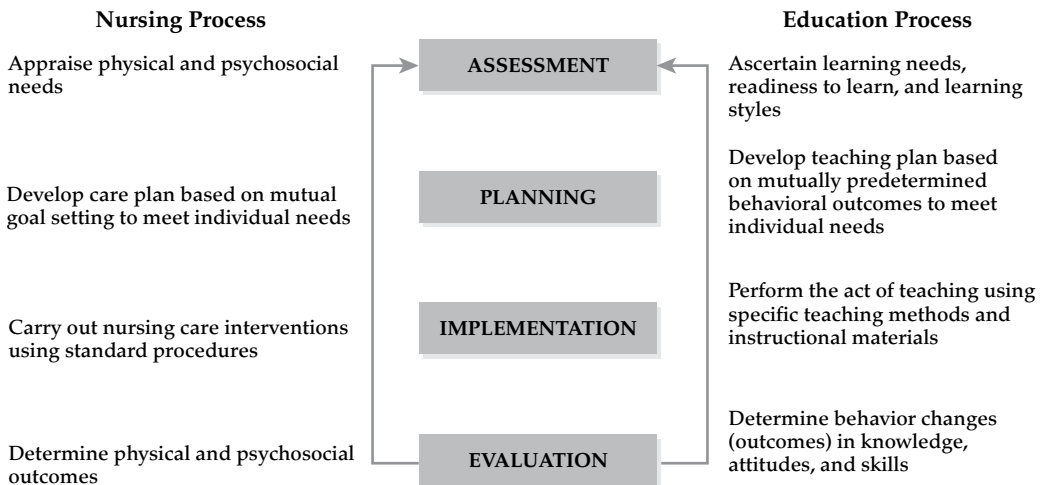 Nursing Process
Education Process
Appraise physical and psychosocial
needs
ASSESSMENT
Ascertain learning needs,
readiness to learn, and learning
styles
Develop care plan based on mutual
goal setting to meet individual needs
PLANNING
Develop teaching plan based
on mutually predetermined
behavioral outcomes to meet
individual needs
Carry out nursing care interventions
using standard procedures
IMPLEMENTATION
Perform the act of teaching using
specific teaching methods and
instructional materials
Determine physical and psychosocial
outcomes
EVALUATION
Determine behavior changes
(outcomes) in knowledge,
attitudes, and skills